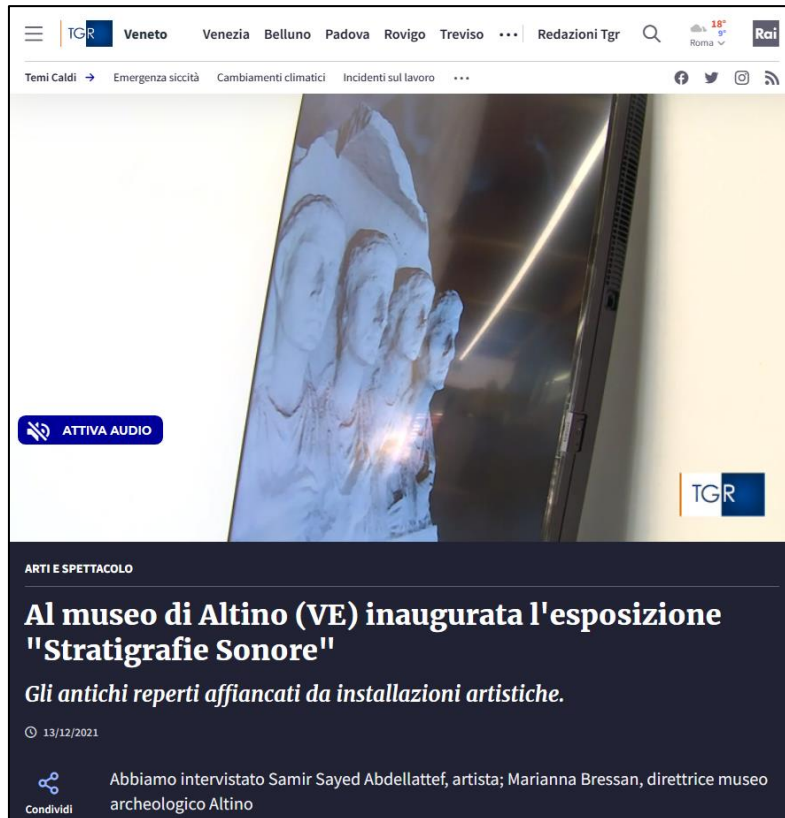 TGR Veneto Venezia Belluno Padova Rovigo Treviso ••• Redazioni Tgr 18° 9° Roma Rai
Temi Caldi → Emergenza siccità Cambiamenti climatici Incidenti sul lavoro •••
ATTIVA AUDIO
TGR
ARTI E SPETTACOLO
Al museo di Altino (VE) inaugurata l'esposizione
"Stratigrafie Sonore"
Gli antichi reperti affiancati da installazioni artistiche.
13/12/2021
Abbiamo intervistato Samir Sayed Abdellattef, artista; Marianna Bressan, direttrice museo
Condividi archeologico Altino